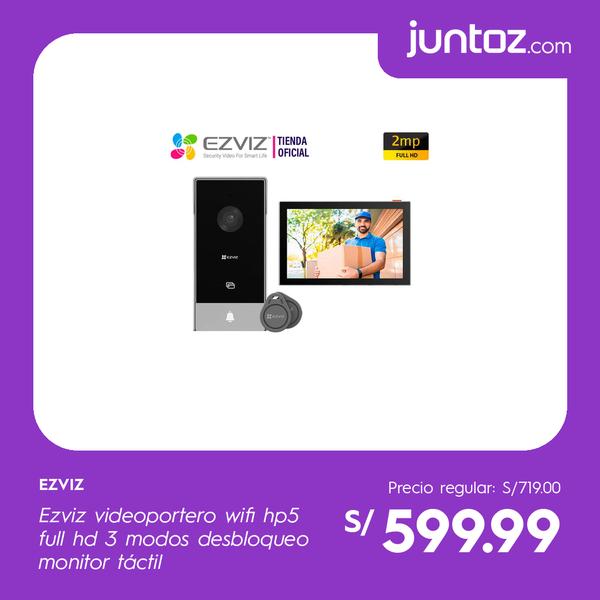 juntoz.com
EZVIZ™ TIENDA OFICIAL
Security Video For Smart Life
2mp
FULL HD
EZVIZ
EZVIZ
EZVIZ
Precio regular: S/719.00
Ezviz videoportero wifi hp5
full hd 3 modos desbloqueo
monitor táctil
S/ 599.99